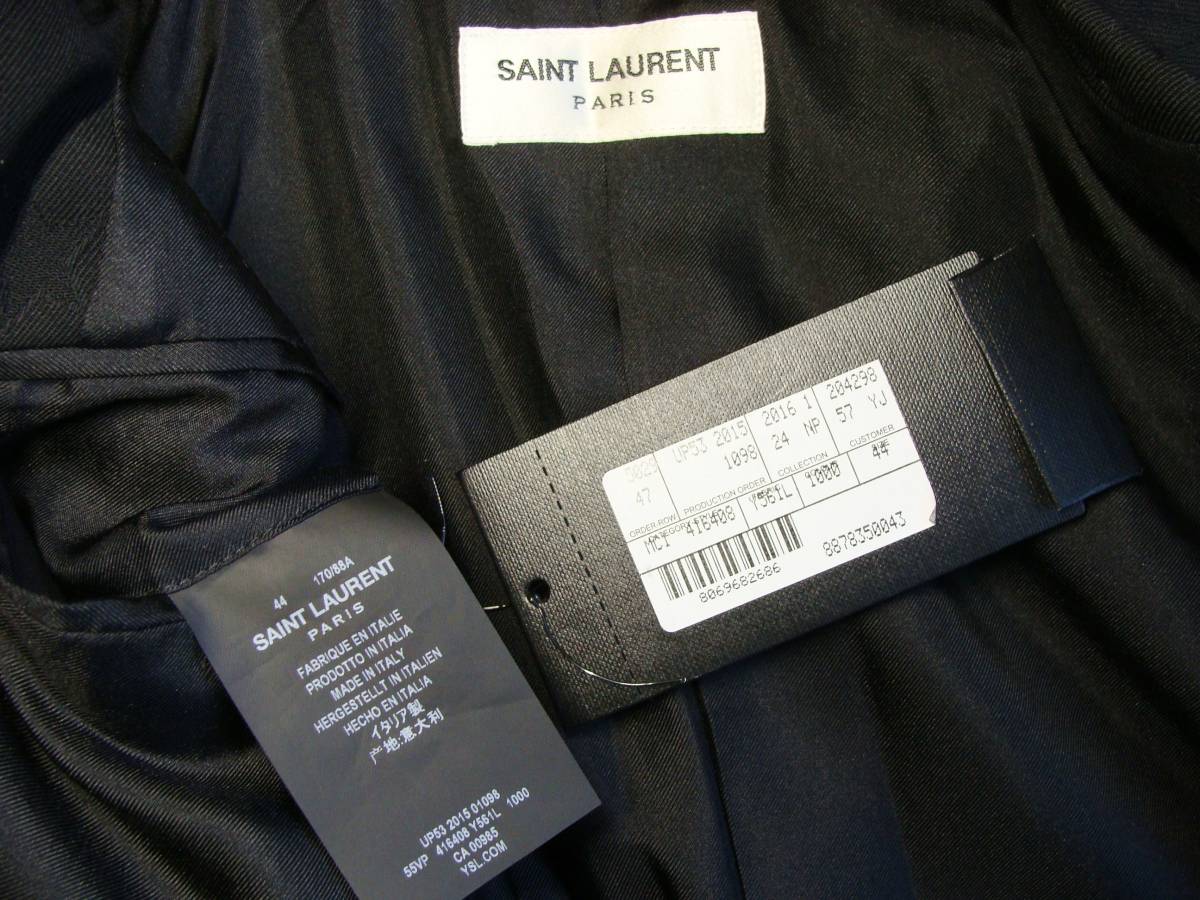 SAINT LAURENT
PARIS
3029 UP53 2015 2016 1 204298
47 1098 24 NP 57 YJ
ORDER-ROW PRODUCTION ORDER COLLECTION CUSTOMER
MCI 416408 Y561L 1000 44
8069682686
8878350043
44 170/88A
SAINT LAURENT
PARIS
FABRIQUE EN ITALIE
PRODOTTO IN ITALIA
MADE IN ITALY
HERGESTELLT IN ITALIEN
HECHO EN ITALIA
イタリア製
产地:意大利
UP53 2015 01098
55VP 416408 Y561L 1000
CA 00985
YSL.COM